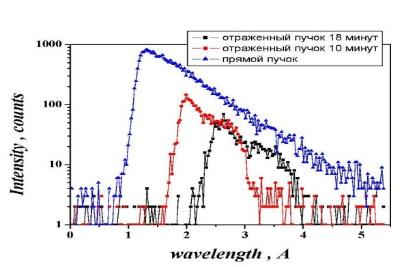 отраженный пучок 18 минут
отраженный пучок 10 минут
прямой пучок
Intensity , counts
1000
100
10
1
0 1 2 3 4 5
wavelength , A